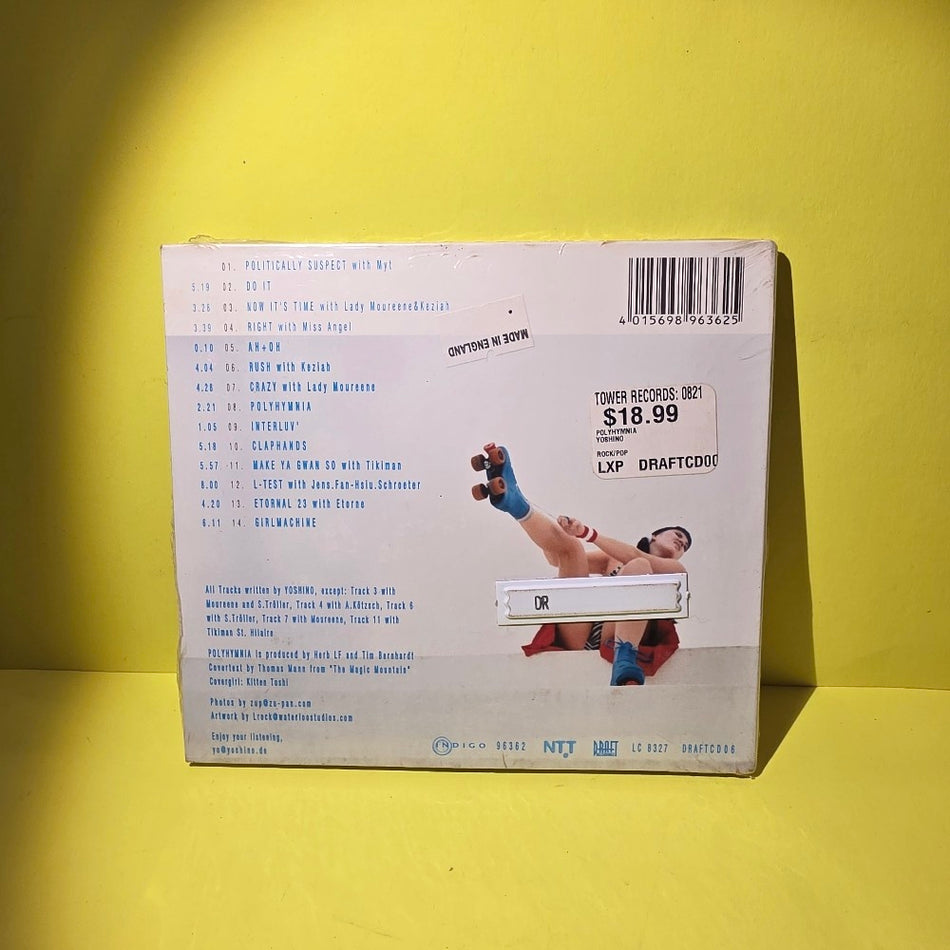 01. POLITICALLY SUSPECT with Myt
5.19 02. DO IT
3.28 03. NOW IT'S TIME with Lady Moureene&Keziah
3.39 04. RIGHT with Miss Angel
0.10 05. AH+OH
4.04 06. RUSH with Keziah
4.28 07. CRAZY with Lady Moureene
2.21 08. POLYHYMNIA
1.05 09. INTERLUV'
5.18 10. CLAPHANDS
5.57 11. MAKE YA GWAN SO with Tikiman
8.00 12. L-TEST with Jens.Fan-Hsiu.Schroeter
4.20 13. ETORNAL 23 with Etorne
6.11 14. GIRLMACHINE
4 015698 963625
MADE IN ENGLAND
TOWER RECORDS: 0821
$18.99
POLYHYMNIA
YOSHINO
ROCK/POP
LXP DRAFTCD00
DR
All Tracks written by YOSHINO, except: Track 3 with
Moureene and S.Tröller, Track 4 with A.Kötzsch, Track 6
with S.Tröller, Track 7 with Moureene, Track 11 with
Tikiman St. Hilaire
POLYHYMNIA is produced by Herb LF and Tim Bernhardt
Covertext by Thomas Mann from "The Magic Mountain"
Covergirl: Kitten Toshi
Photos by zup@zu-pan.com
Artwork by Lrock@waterloostudios.com
Enjoy your listening,
yo@yoshino.de
INDIGO 96362 NTT DRAFT LC 8327 DRAFTCD06